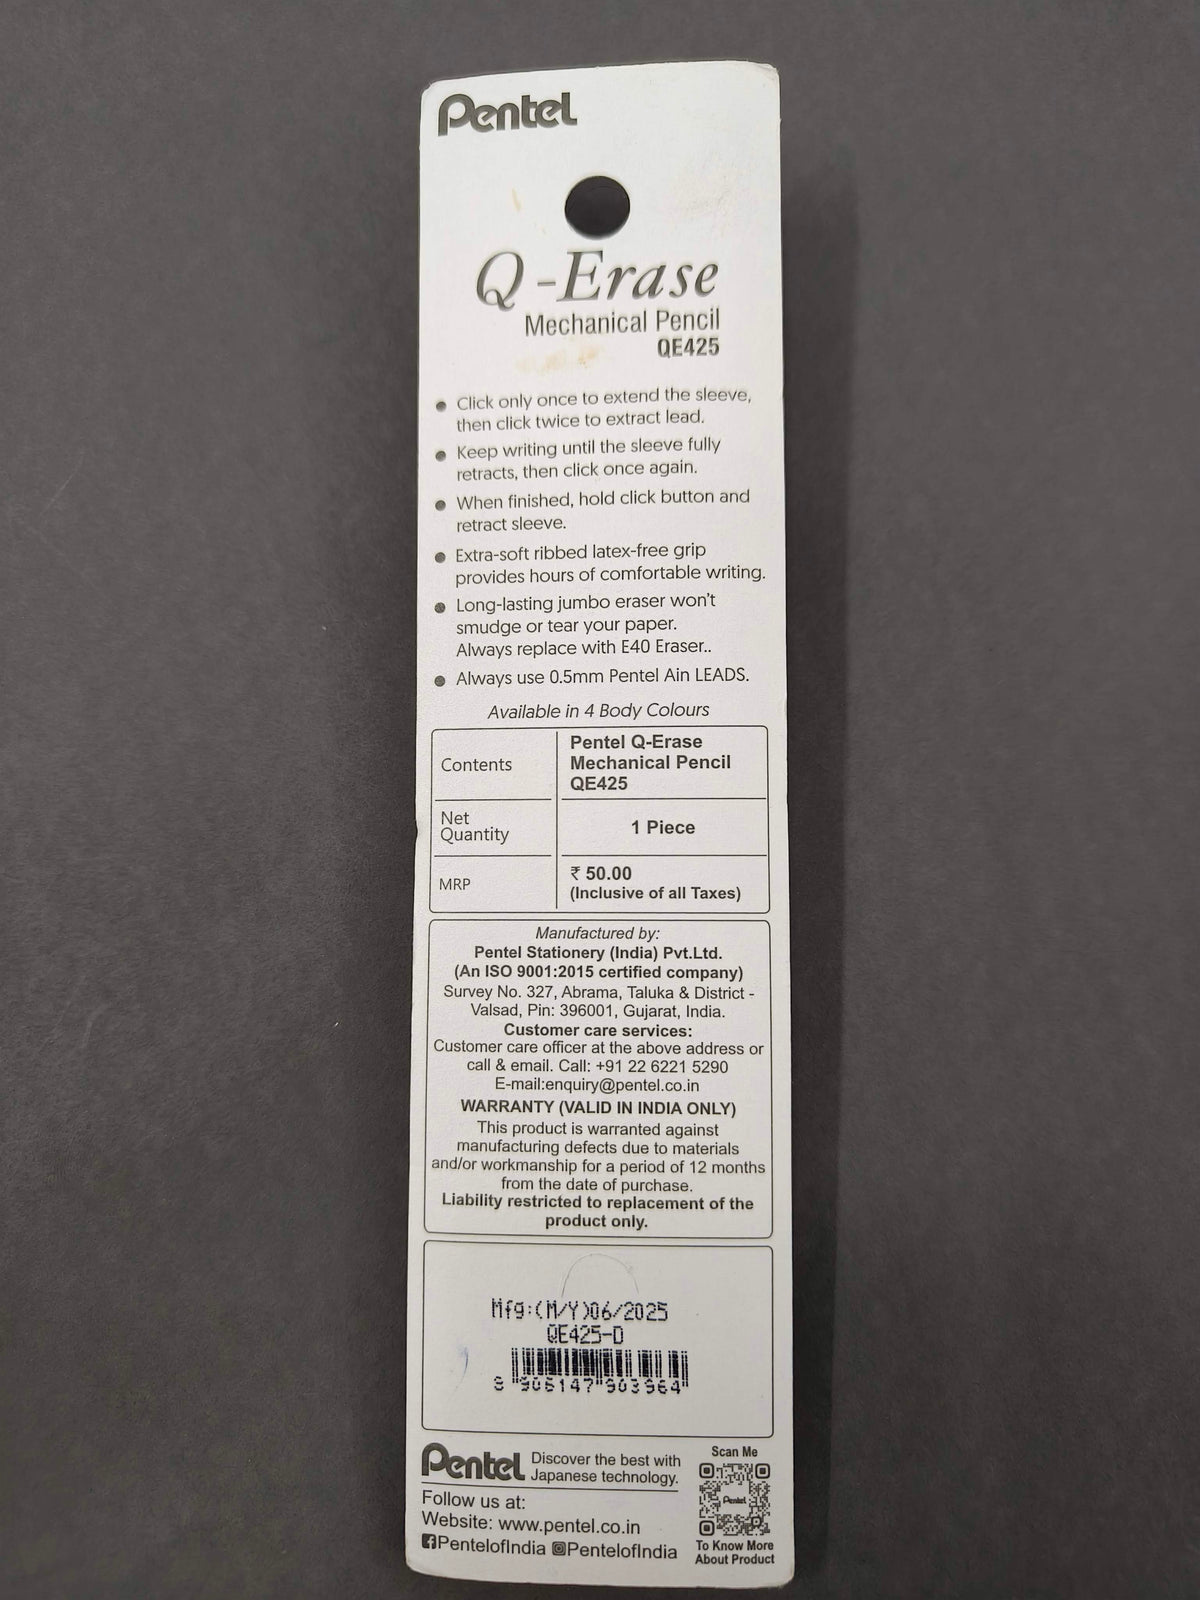 Pentel
Q-Erase
Mechanical Pencil
QE425
Click only once to extend the sleeve,
then click twice to extract lead.
Keep writing until the sleeve fully
retracts, then click once again.
When finished, hold click button and
retract sleeve.
Extra-soft ribbed latex-free grip
provides hours of comfortable writing.
Long-lasting jumbo eraser won't
smudge or tear your paper.
Always replace with E40 Eraser..
Always use 0.5mm Pentel Ain LEADS.
Available in 4 Body Colours
Contents
Pentel Q-Erase
Mechanical Pencil
QE425
Net
Quantity
1 Piece
MRP
₹ 50.00
(Inclusive of all Taxes)
Manufactured by:
Pentel Stationery (India) Pvt.Ltd.
(An ISO 9001:2015 certified company)
Survey No. 327, Abrama, Taluka & District -
Valsad, Pin: 396001, Gujarat, India.
Customer care services:
Customer care officer at the above address or
call & email. Call: +91 22 6221 5290
E-mail:enquiry@pentel.co.in
WARRANTY (VALID IN INDIA ONLY)
This product is warranted against
manufacturing defects due to materials
and/or workmanship for a period of 12 months
from the date of purchase.
Liability restricted to replacement of the
product only.
Mfg:(M/Y)06/2025
QE425-D
8 906147 903964
Pentel
Discover the best with
Japanese technology.
Follow us at:
Website: www.pentel.co.in
PentelofIndia PentelofIndia
Scan Me
Pentel
To Know More
About Product